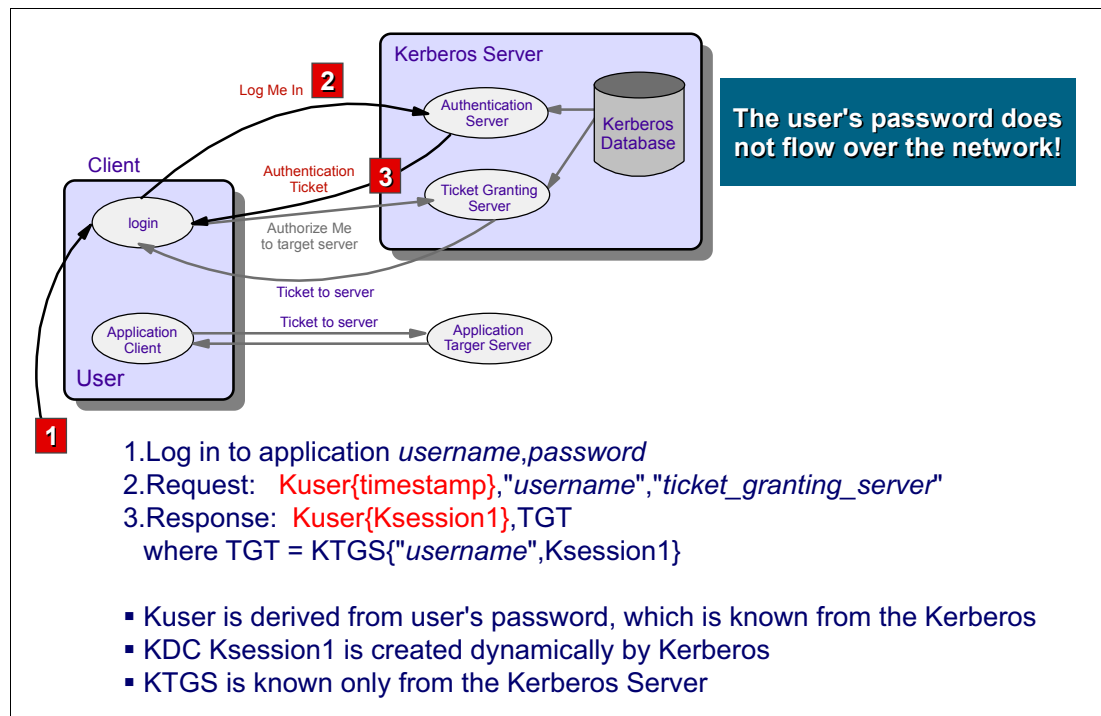 Kerberos Server
2
Log Me In
Authentication
Server
Kerberos
Database
The user's password does
not flow over the network!
Client
Authentication
Ticket
3
Ticket Granting
Server
login
Authorize Me
to target server
Ticket to server
Ticket to server
Application
Client
Application
Targer Server
User
1
1.Log in to application username,password
2.Request: Kuser{timestamp},"username","ticket_granting_server"
3.Response: Kuser{Ksession1},TGT
where TGT = KTGS{"username",Ksession1}
▪ Kuser is derived from user's password, which is known from the Kerberos
▪ KDC Ksession1 is created dynamically by Kerberos
▪ KTGS is known only from the Kerberos Server